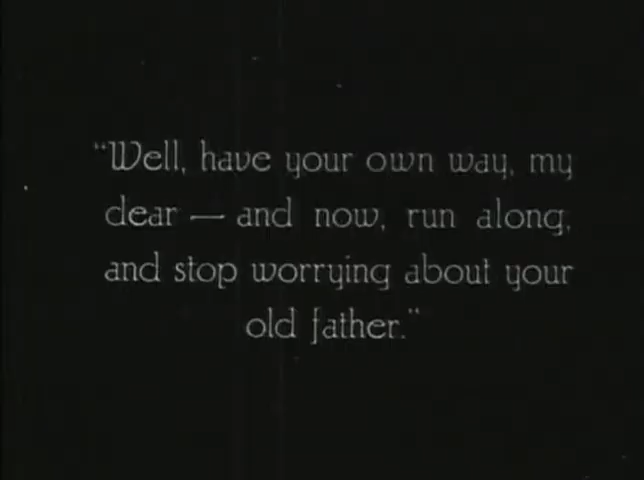 "Well, have your own way, my
dear — and now, run along,
and stop worrying about your
old father."